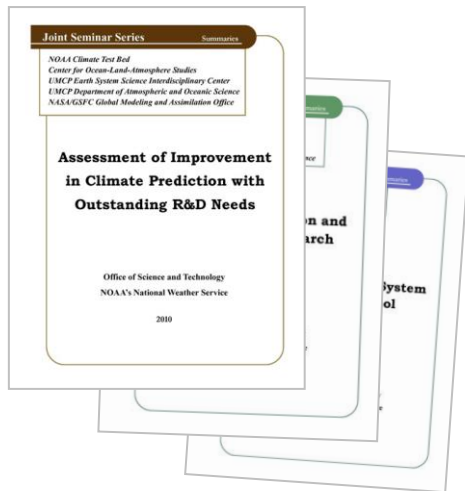 Joint Seminar Series Summaries
NOAA Climate Test Bed
Center for Ocean-Land-Atmosphere Studies
UMCP Earth System Science Interdisciplinary Center
UMCP Department of Atmospheric and Oceanic Science
NASA/GSFC Global Modeling and Assimilation Office
Assessment of Improvement
in Climate Prediction with
Outstanding R&D Needs
Office of Science and Technology
NOAA's National Weather Service
2010
on and
arch
System
ol